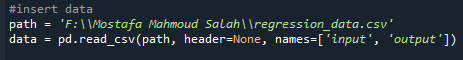 #insert data
path = 'F:\\Mostafa Mahmoud Salah\\regression_data.csv'
data = pd.read_csv(path, header=None, names=['input', 'output'])